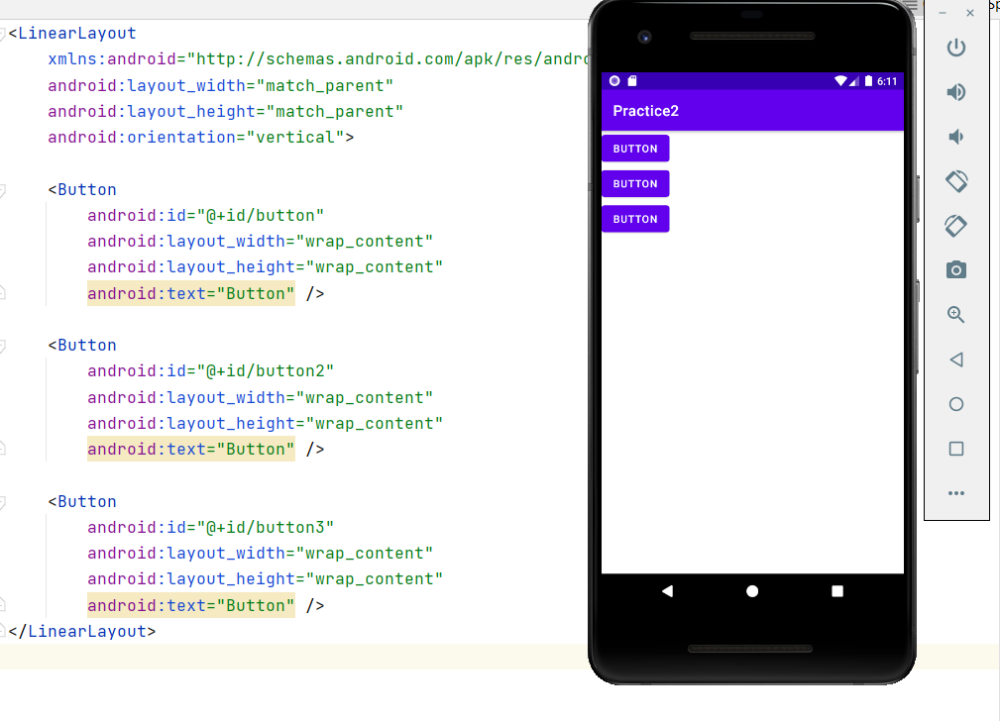 <LinearLayout
xmlns:android="http://schemas.android.com/apk/res/andro
android:layout_width="match_parent"
android:layout_height="match_parent"
android:orientation="vertical">
<Button
android:id="@+id/button"
android:layout_width="wrap_content"
android:layout_height="wrap_content"
android:text="Button" />
<Button
android:id="@+id/button2"
android:layout_width="wrap_content"
android:layout_height="wrap_content"
android:text="Button" />
<Button
android:id="@+id/button3"
android:layout_width="wrap_content"
android:layout_height="wrap_content"
android:text="Button" />
</LinearLayout>
6:11
Practice2
BUTTON
BUTTON
BUTTON